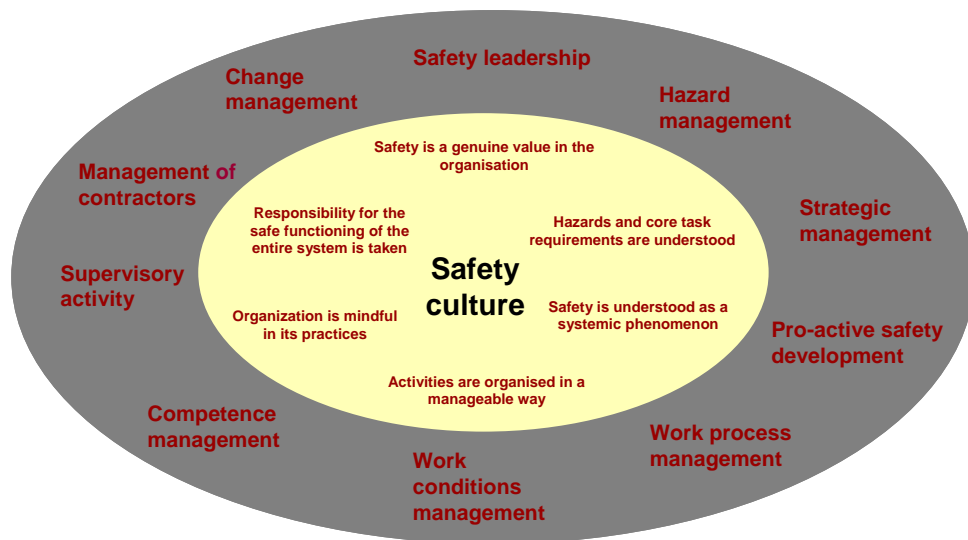 Safety leadership
Change
management
Hazard
management
Safety is a genuine value in the
organisation
Management of
contractors
Responsibility for the
safe functioning of the
entire system is taken
Hazards and core task
requirements are understood
Strategic
management
Supervisory
activity
Safety
culture
Organization is mindful
in its practices
Safety is understood as a
systemic phenomenon
Pro-active safety
development
Activities are organised in a
manageable way
Competence
management
Work process
management
Work
conditions
management